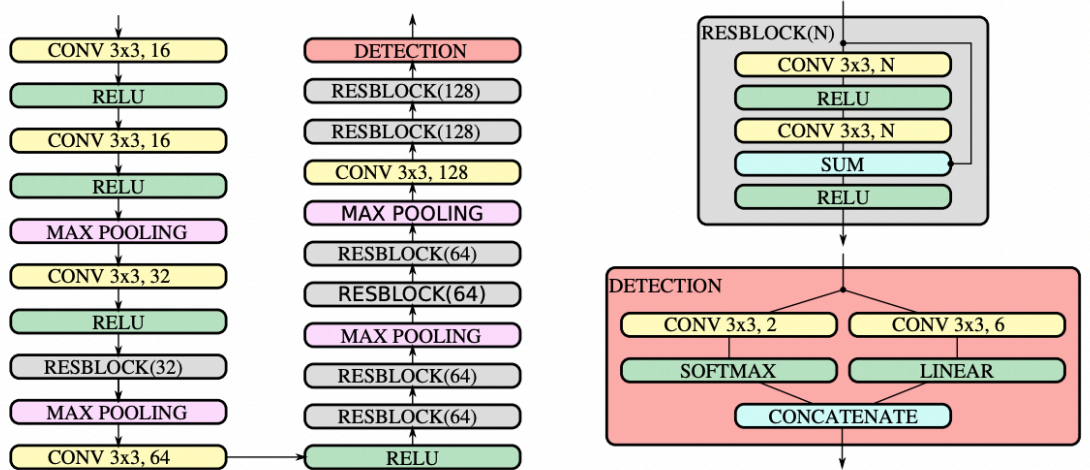 CONV 3x3, 16
RELU
CONV 3x3, 16
RELU
MAX POOLING
CONV 3x3, 32
RELU
RESBLOCK(32)
MAX POOLING
CONV 3x3, 64
DETECTION
RESBLOCK(128)
RESBLOCK(128)
CONV 3x3, 128
MAX POOLING
RESBLOCK(64)
RESBLOCK(64)
MAX POOLING
RESBLOCK(64)
RESBLOCK(64)
RELU
RESBLOCK(N)
CONV 3x3, N
RELU
CONV 3x3, N
SUM
RELU
DETECTION
CONV 3x3, 2
CONV 3x3, 6
SOFTMAX
LINEAR
CONCATENATE